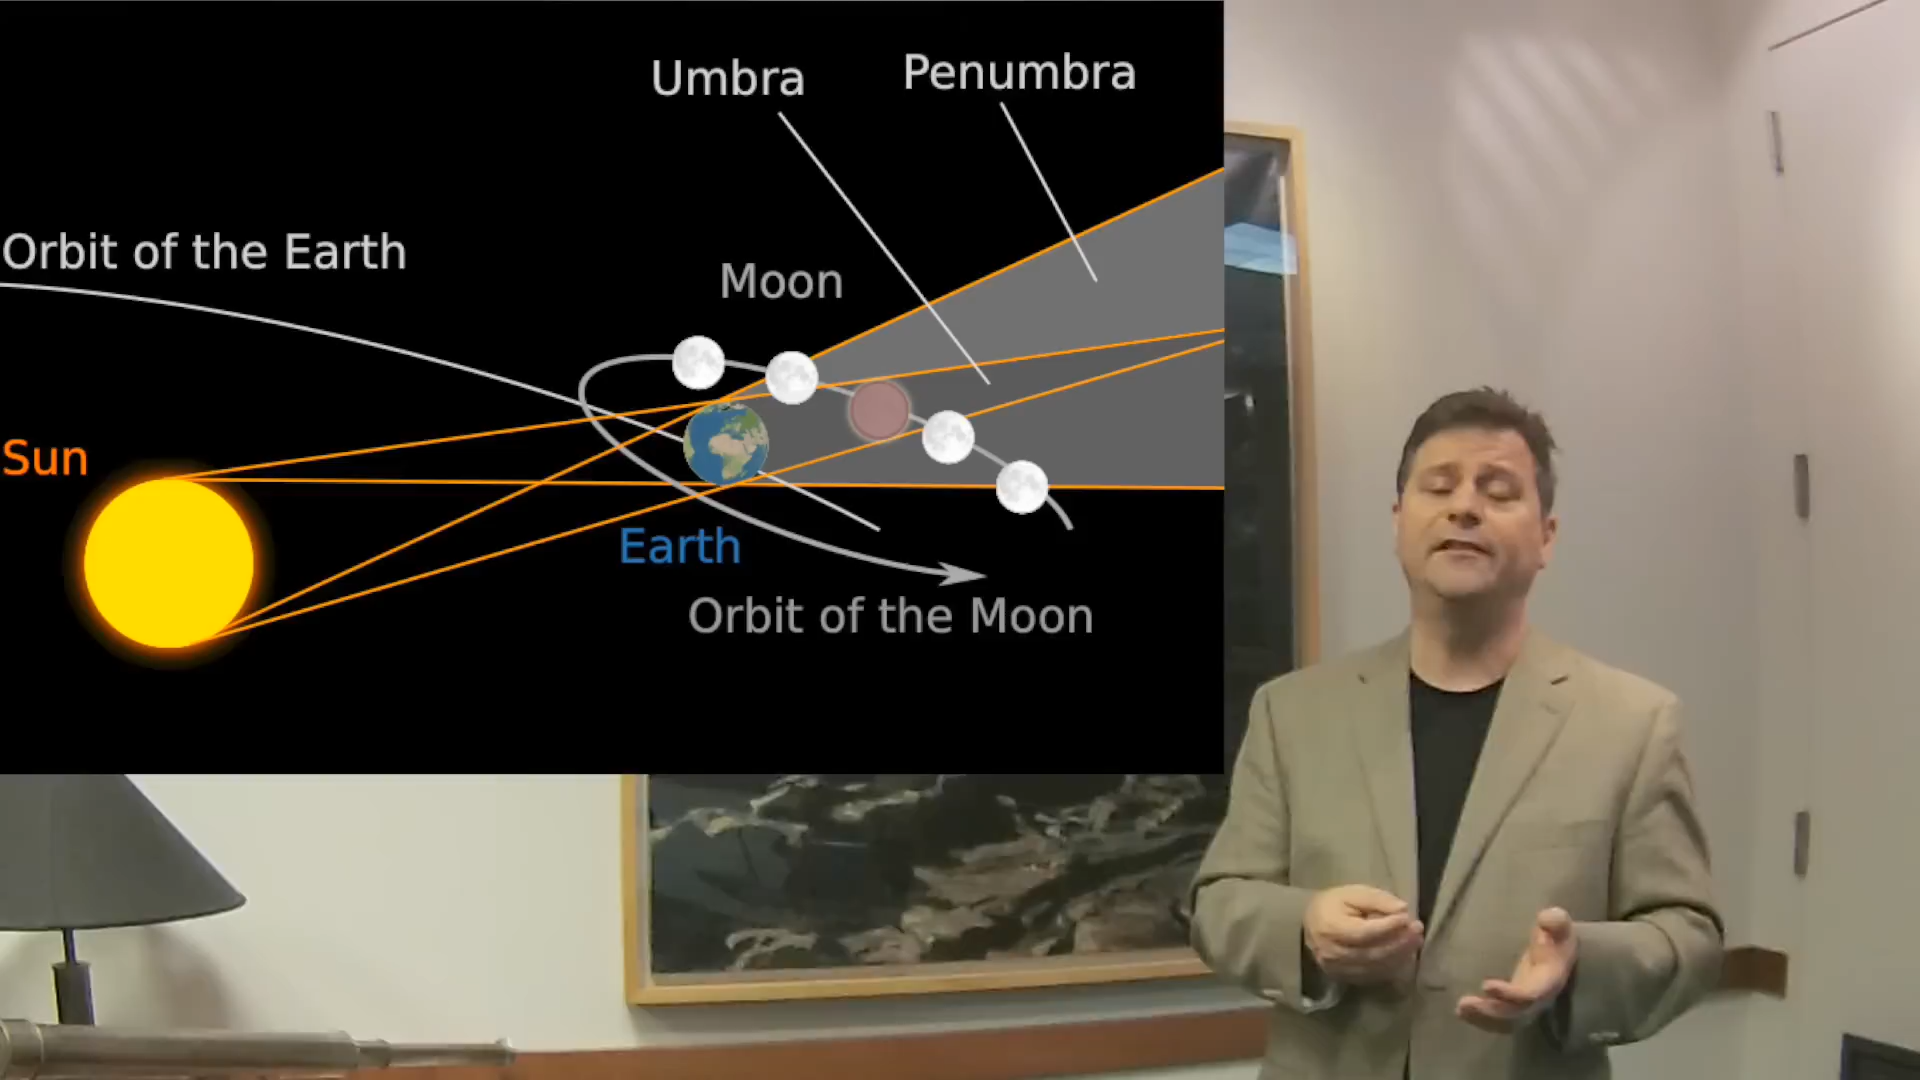 Umbra
Penumbra
Orbit of the Earth
Moon
Sun
Earth
Orbit of the Moon